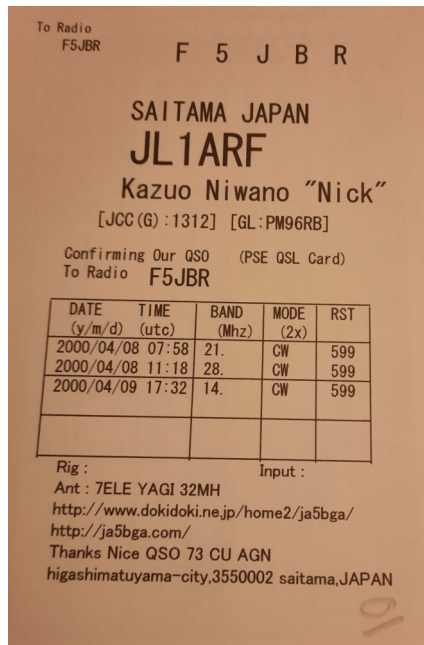 To Radio
F5JBR
F 5 J B R
SAITAMA JAPAN
JL1ARF
Kazuo Niwano "Nick"
[JCC(G):1312] [GL:PM96RB]
Confirming Our QSO (PSE QSL Card)
To Radio F5JBR
DATE TIME BAND MODE RST
(y/m/d) (utc) (Mhz) (2x)
2000/04/08 07:58 21. CW 599
2000/04/08 11:18 28. CW 599
2000/04/09 17:32 14. CW 599
Rig : Input :
Ant : 7ELE YAGI 32MH
http://www.dokidoki.ne.jp/home2/ja5bga/
http://ja5bga.com/
Thanks Nice QSO 73 CU AGN
higashimatuyama-city,3550002 saitama,JAPAN